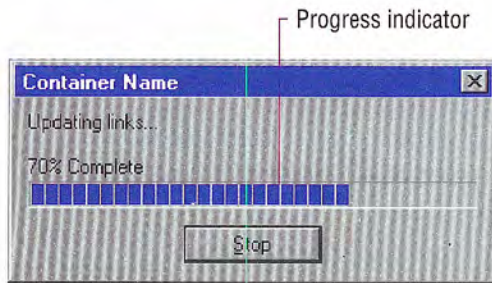 Progress indicator
Container Name
Updating links...
70% Complete
Stop